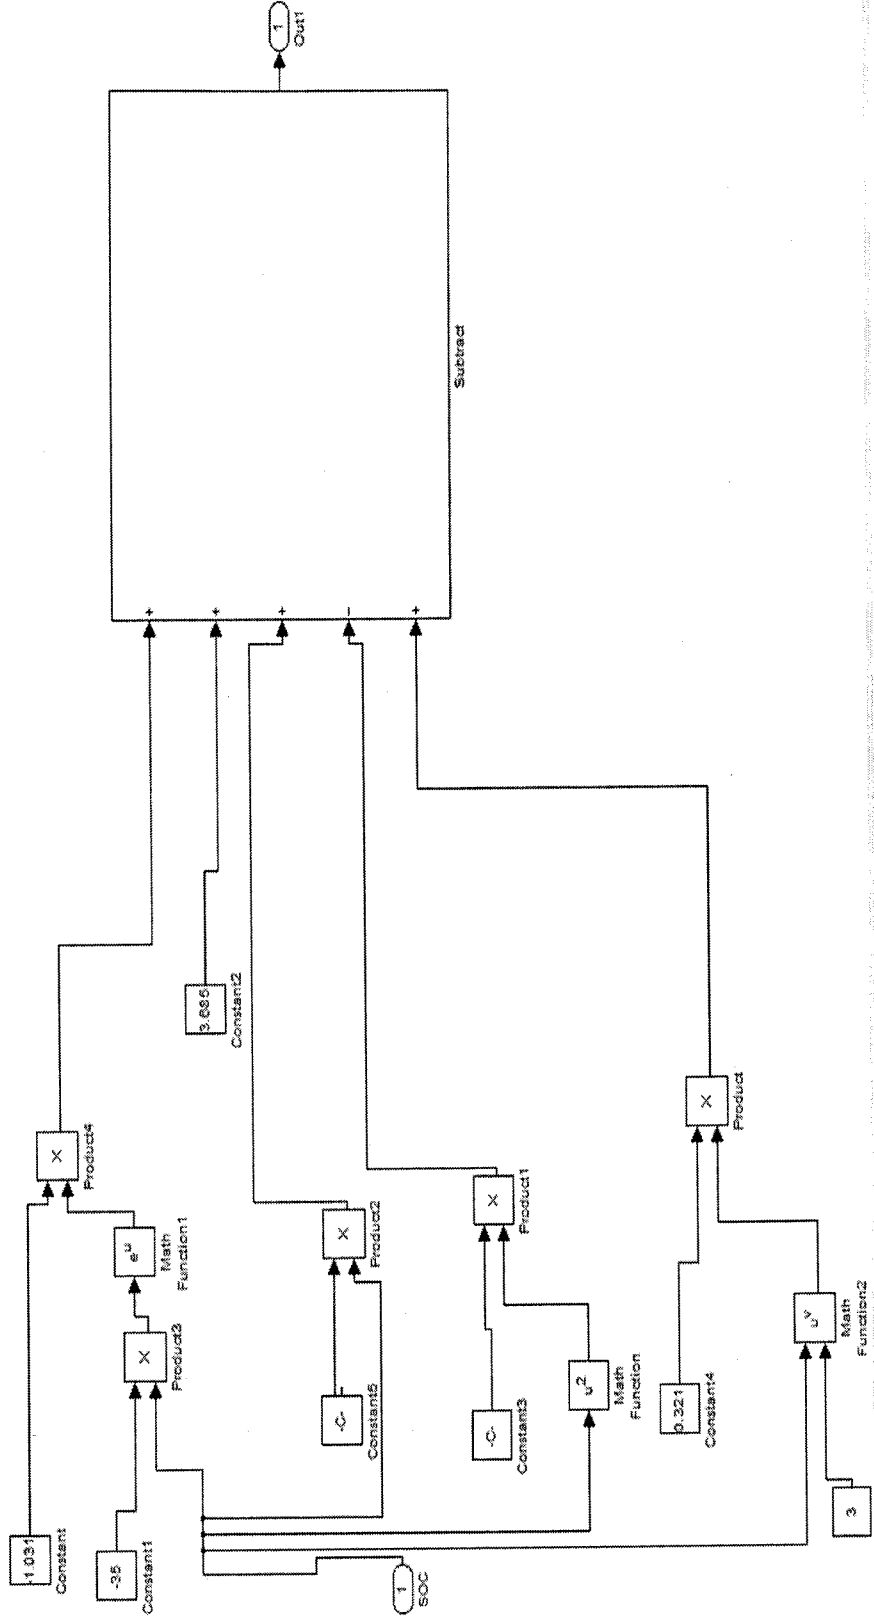 -1.031
Constant
-35
Constant1
1
SOC
X
Product3
e^u
Math
Function1
X
Product4
3.685
Constant2
-C-
Constant5
X
Product2
-C-
Constant3
u^2
Math
Function
X
Product1
0.321
Constant4
3
u^v
Math
Function2
X
Product
+
+
+
-
+
Subtract
1
Out1